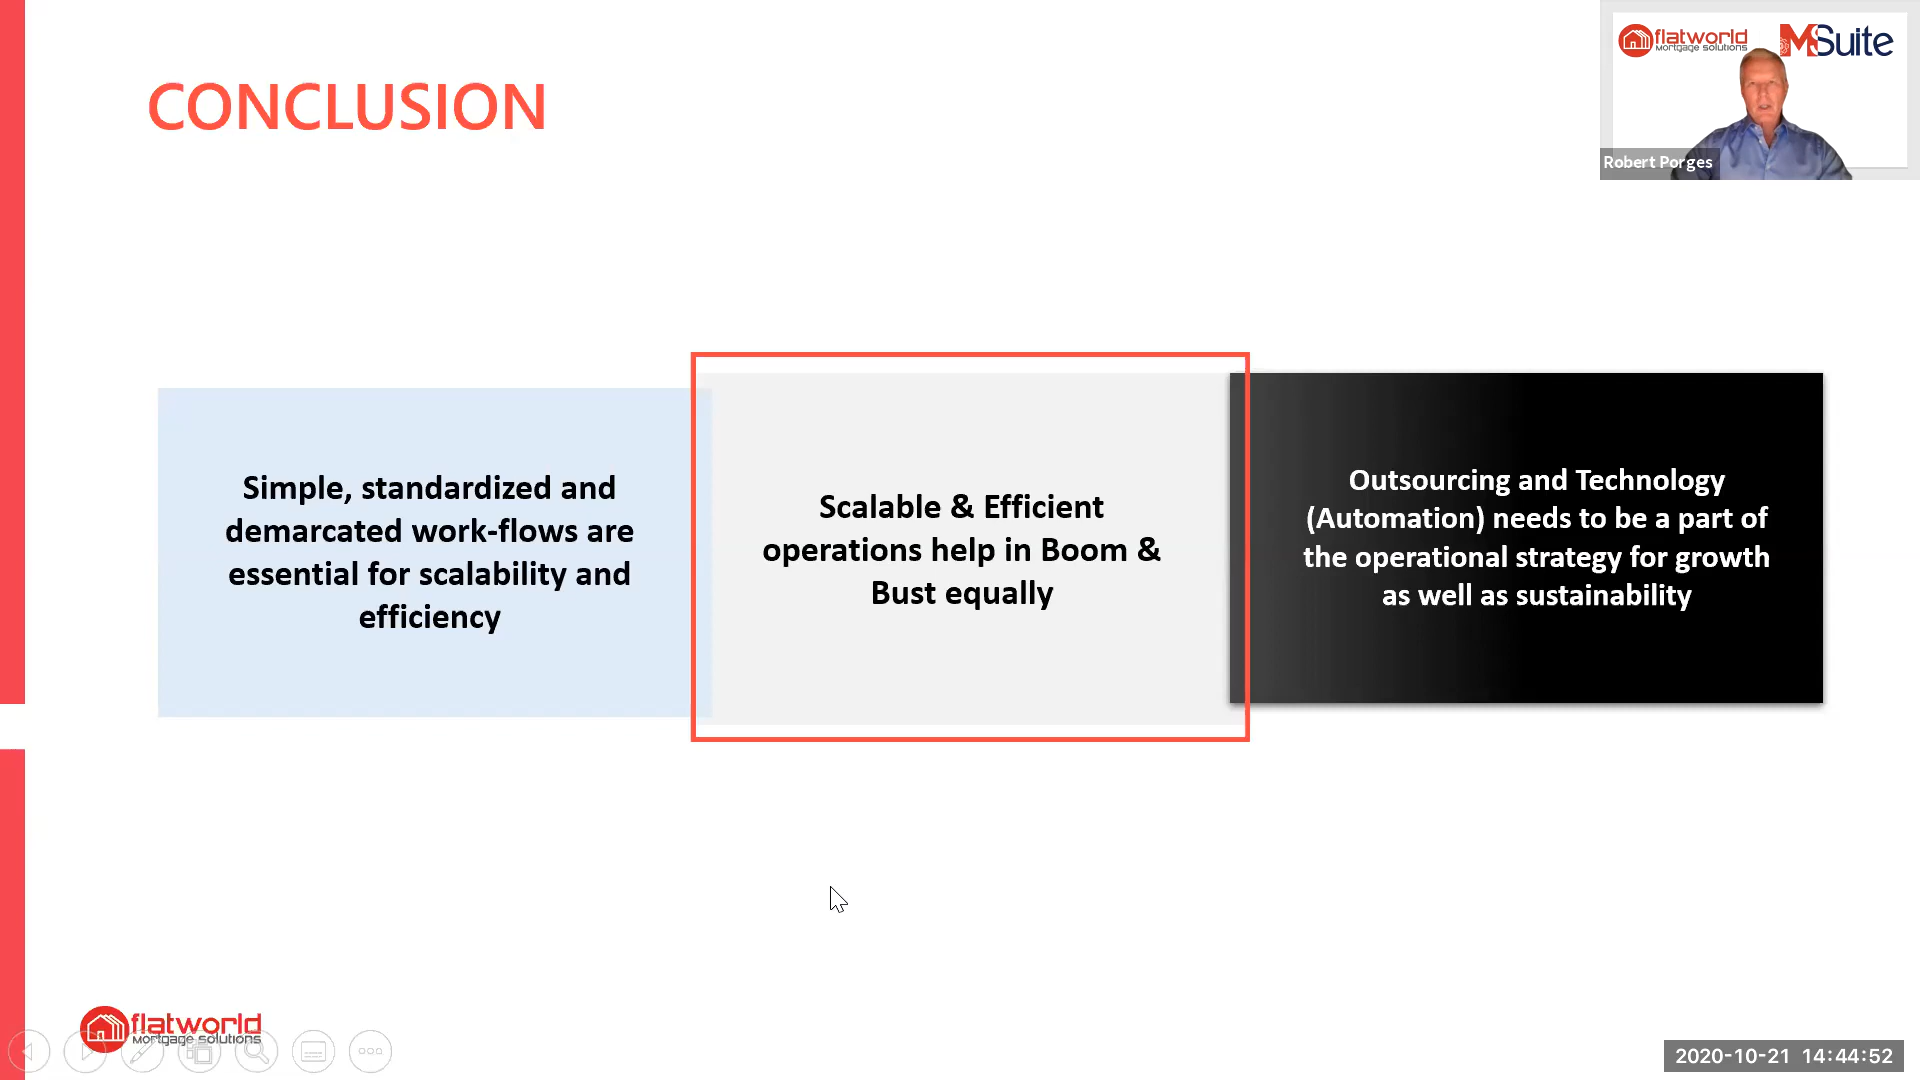 CONCLUSION
flatworld
Mortgage Solutions
MSuite
Robert Porges
Simple, standardized and
demarcated work-flows are
essential for scalability and
efficiency
Scalable & Efficient
operations help in Boom &
Bust equally
Outsourcing and Technology
(Automation) needs to be a part of
the operational strategy for growth
as well as sustainability
flatworld
Mortgage Solutions
2020-10-21 14:44:52